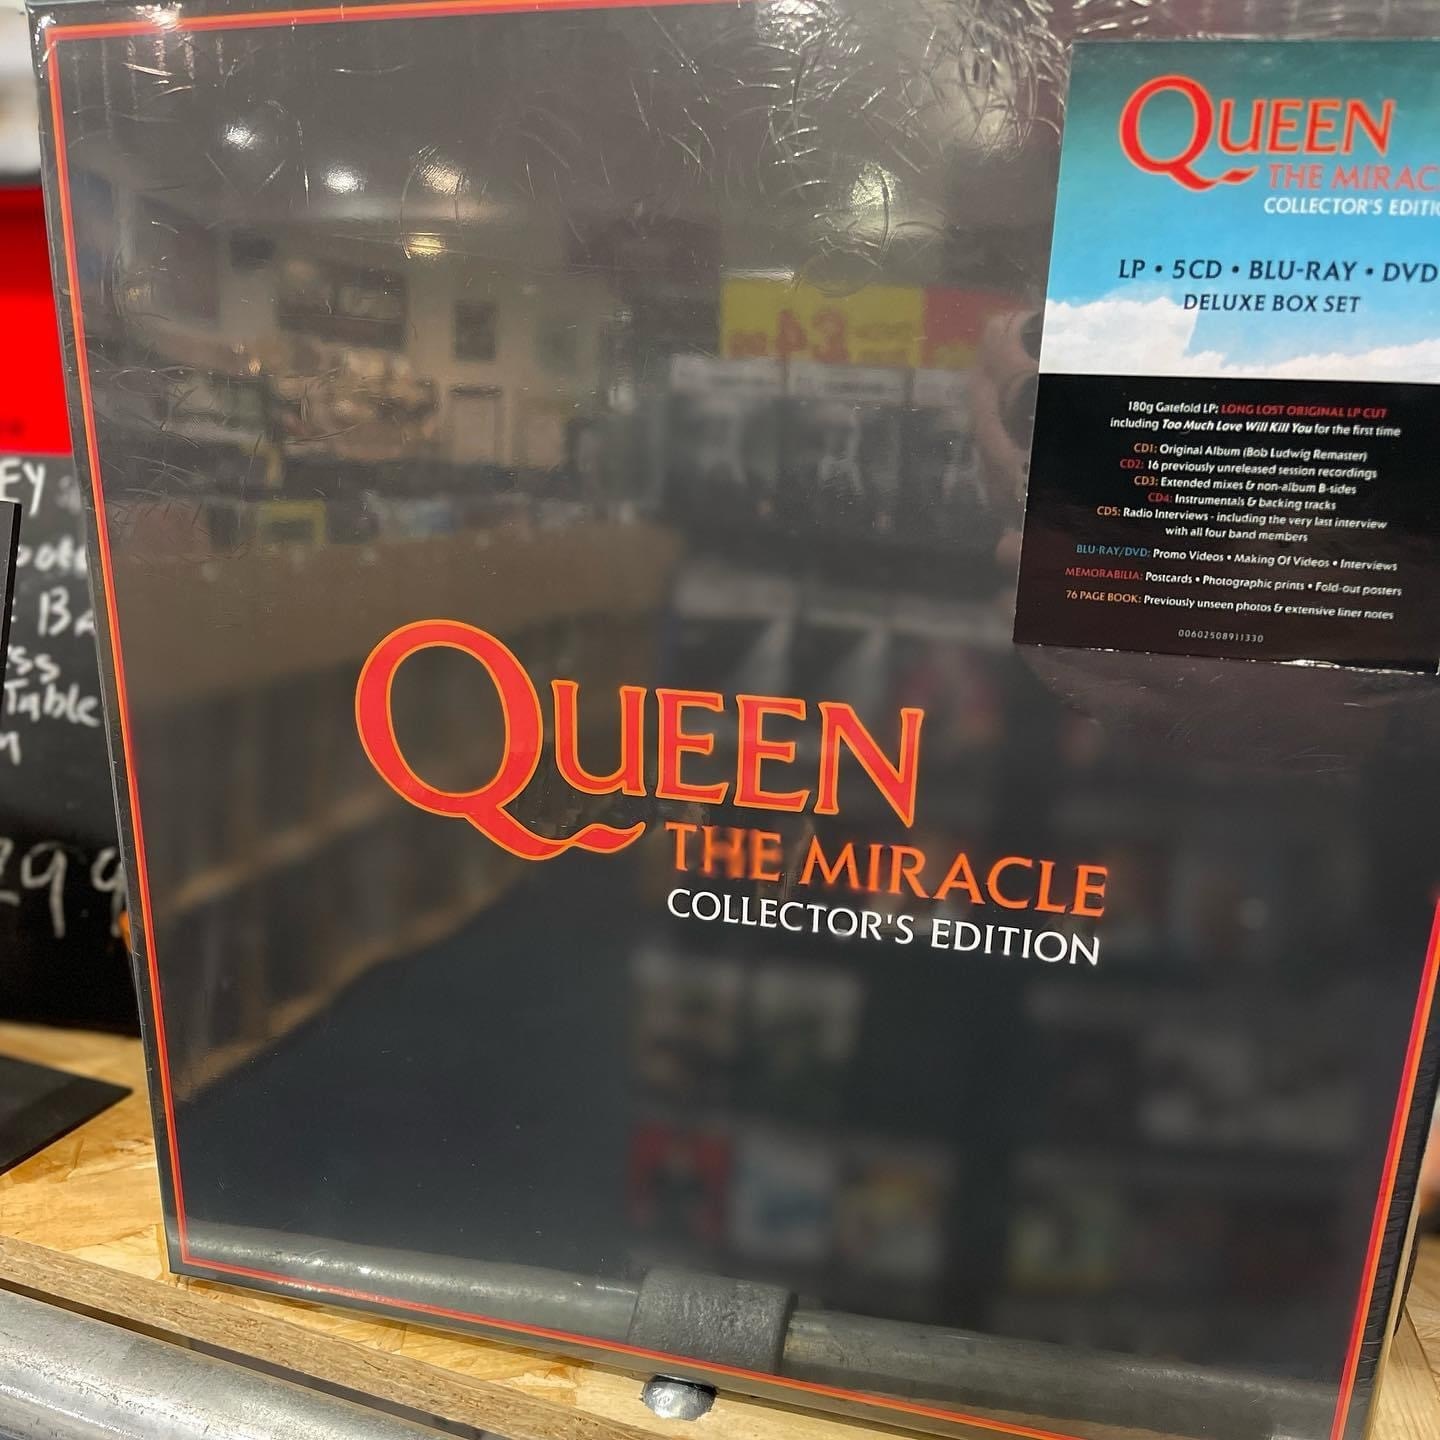 QUEEN
THE MIRAC
COLLECTOR'S EDITIO
LP • 5CD • BLU-RAY • DVD
DELUXE BOX SET
180g Gatefold LP: LONG LOST ORIGINAL LP CUT
including Too Much Love Will Kill You for the first time
CD1: Original Album (Bob Ludwig Remaster)
CD2: 16 previously unreleased session recordings
CD3: Extended mixes & non-album B-sides
CD4: Instrumentals & backing tracks
CD5: Radio Interviews - including the very last interview
with all four band members
BLU-RAY/DVD: Promo Videos • Making Of Videos • Interviews
MEMORABILIA: Postcards • Photographic prints • Fold-out posters
76 PAGE BOOK: Previously unseen photos & extensive liner notes
00602508911330
QUEEN
THE MIRACLE
COLLECTOR'S EDITION
Table
299